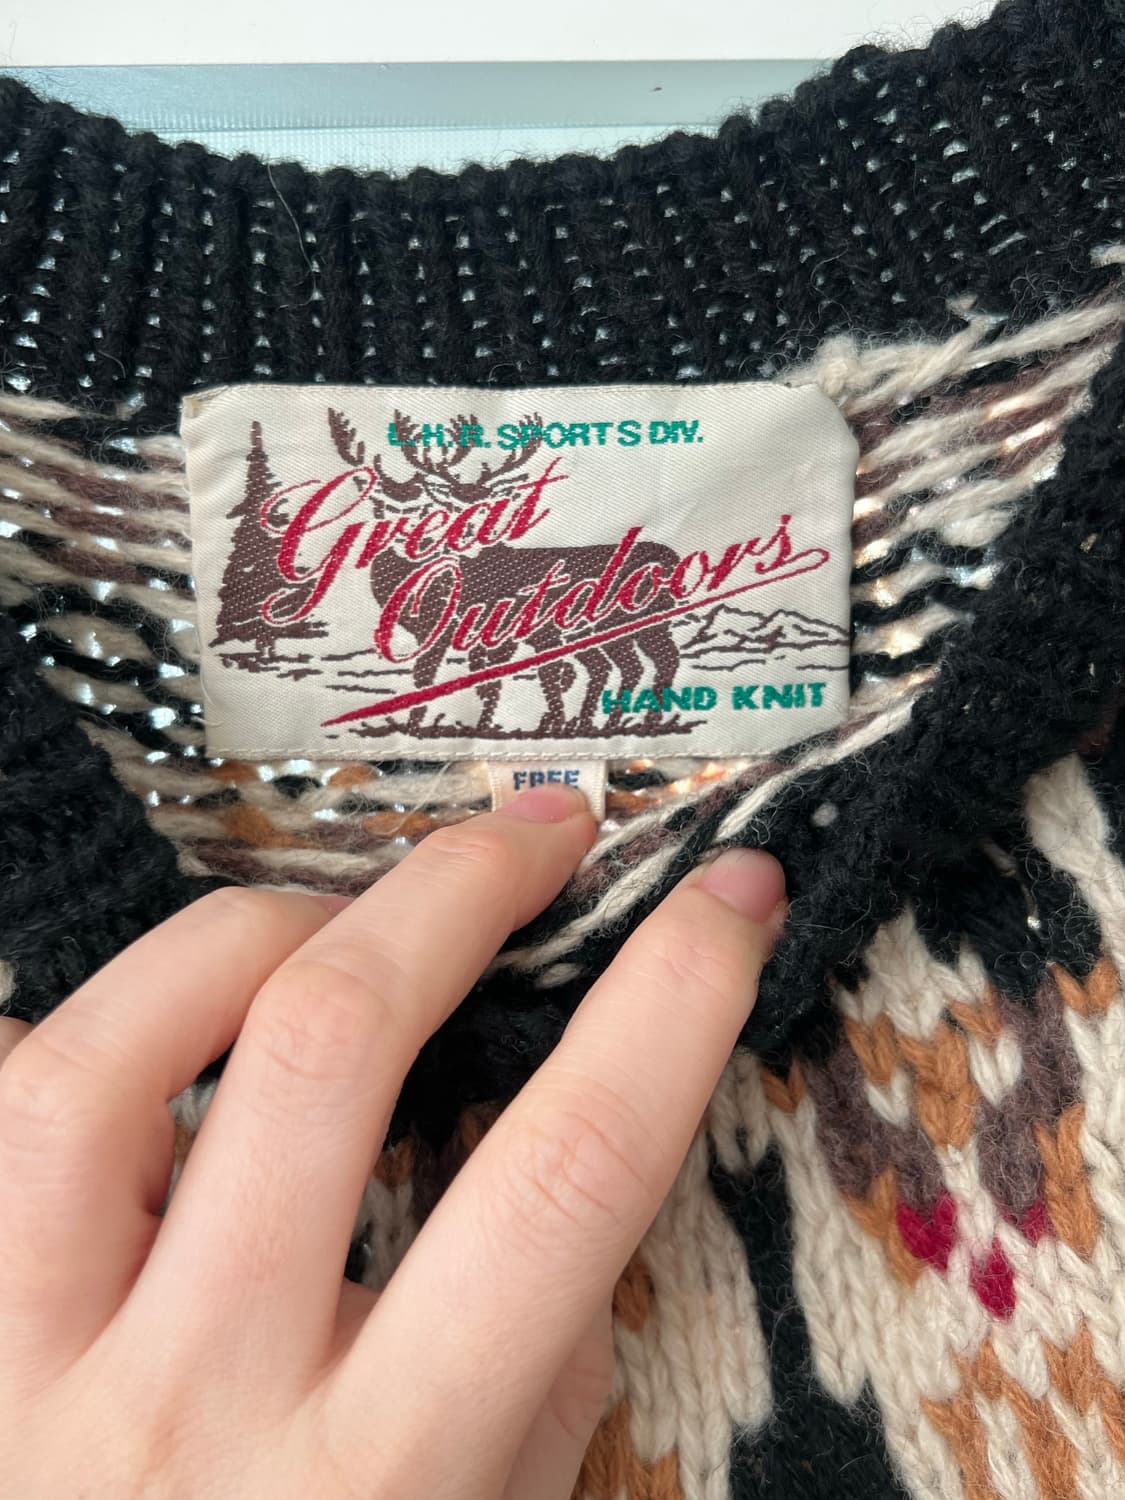 L.H.R. SPORTS DIV.
Great
Outdoors
HAND KNIT
FREE